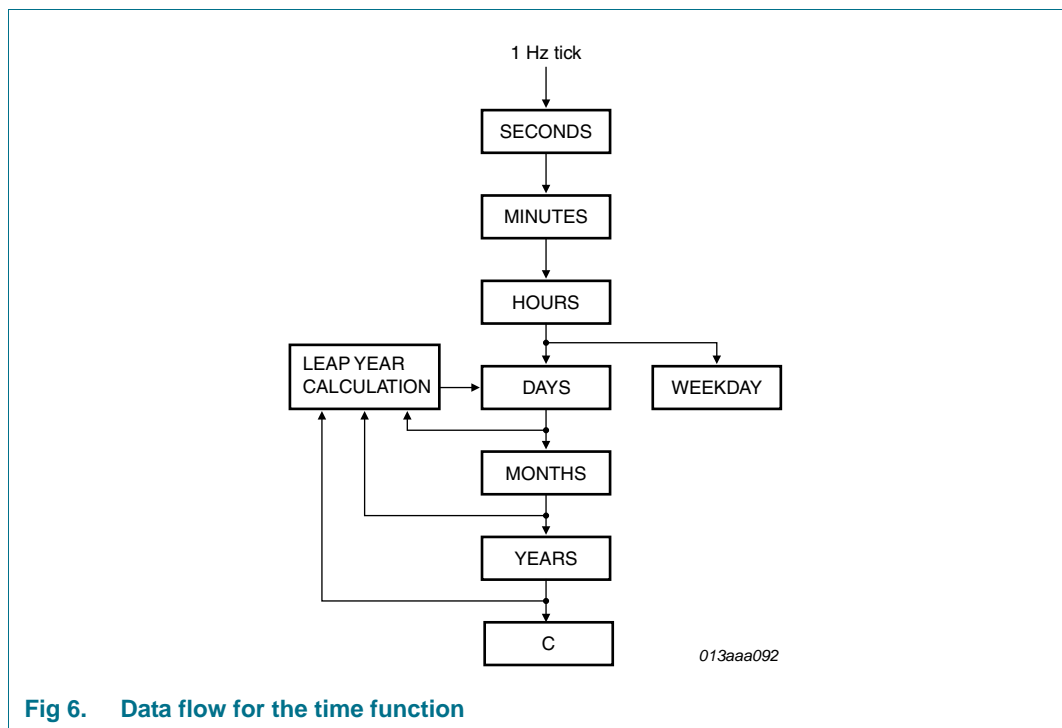 1 Hz tick
SECONDS
MINUTES
HOURS
LEAP YEAR
CALCULATION
DAYS
WEEKDAY
MONTHS
YEARS
C
013aaa092
Fig 6. Data flow for the time function